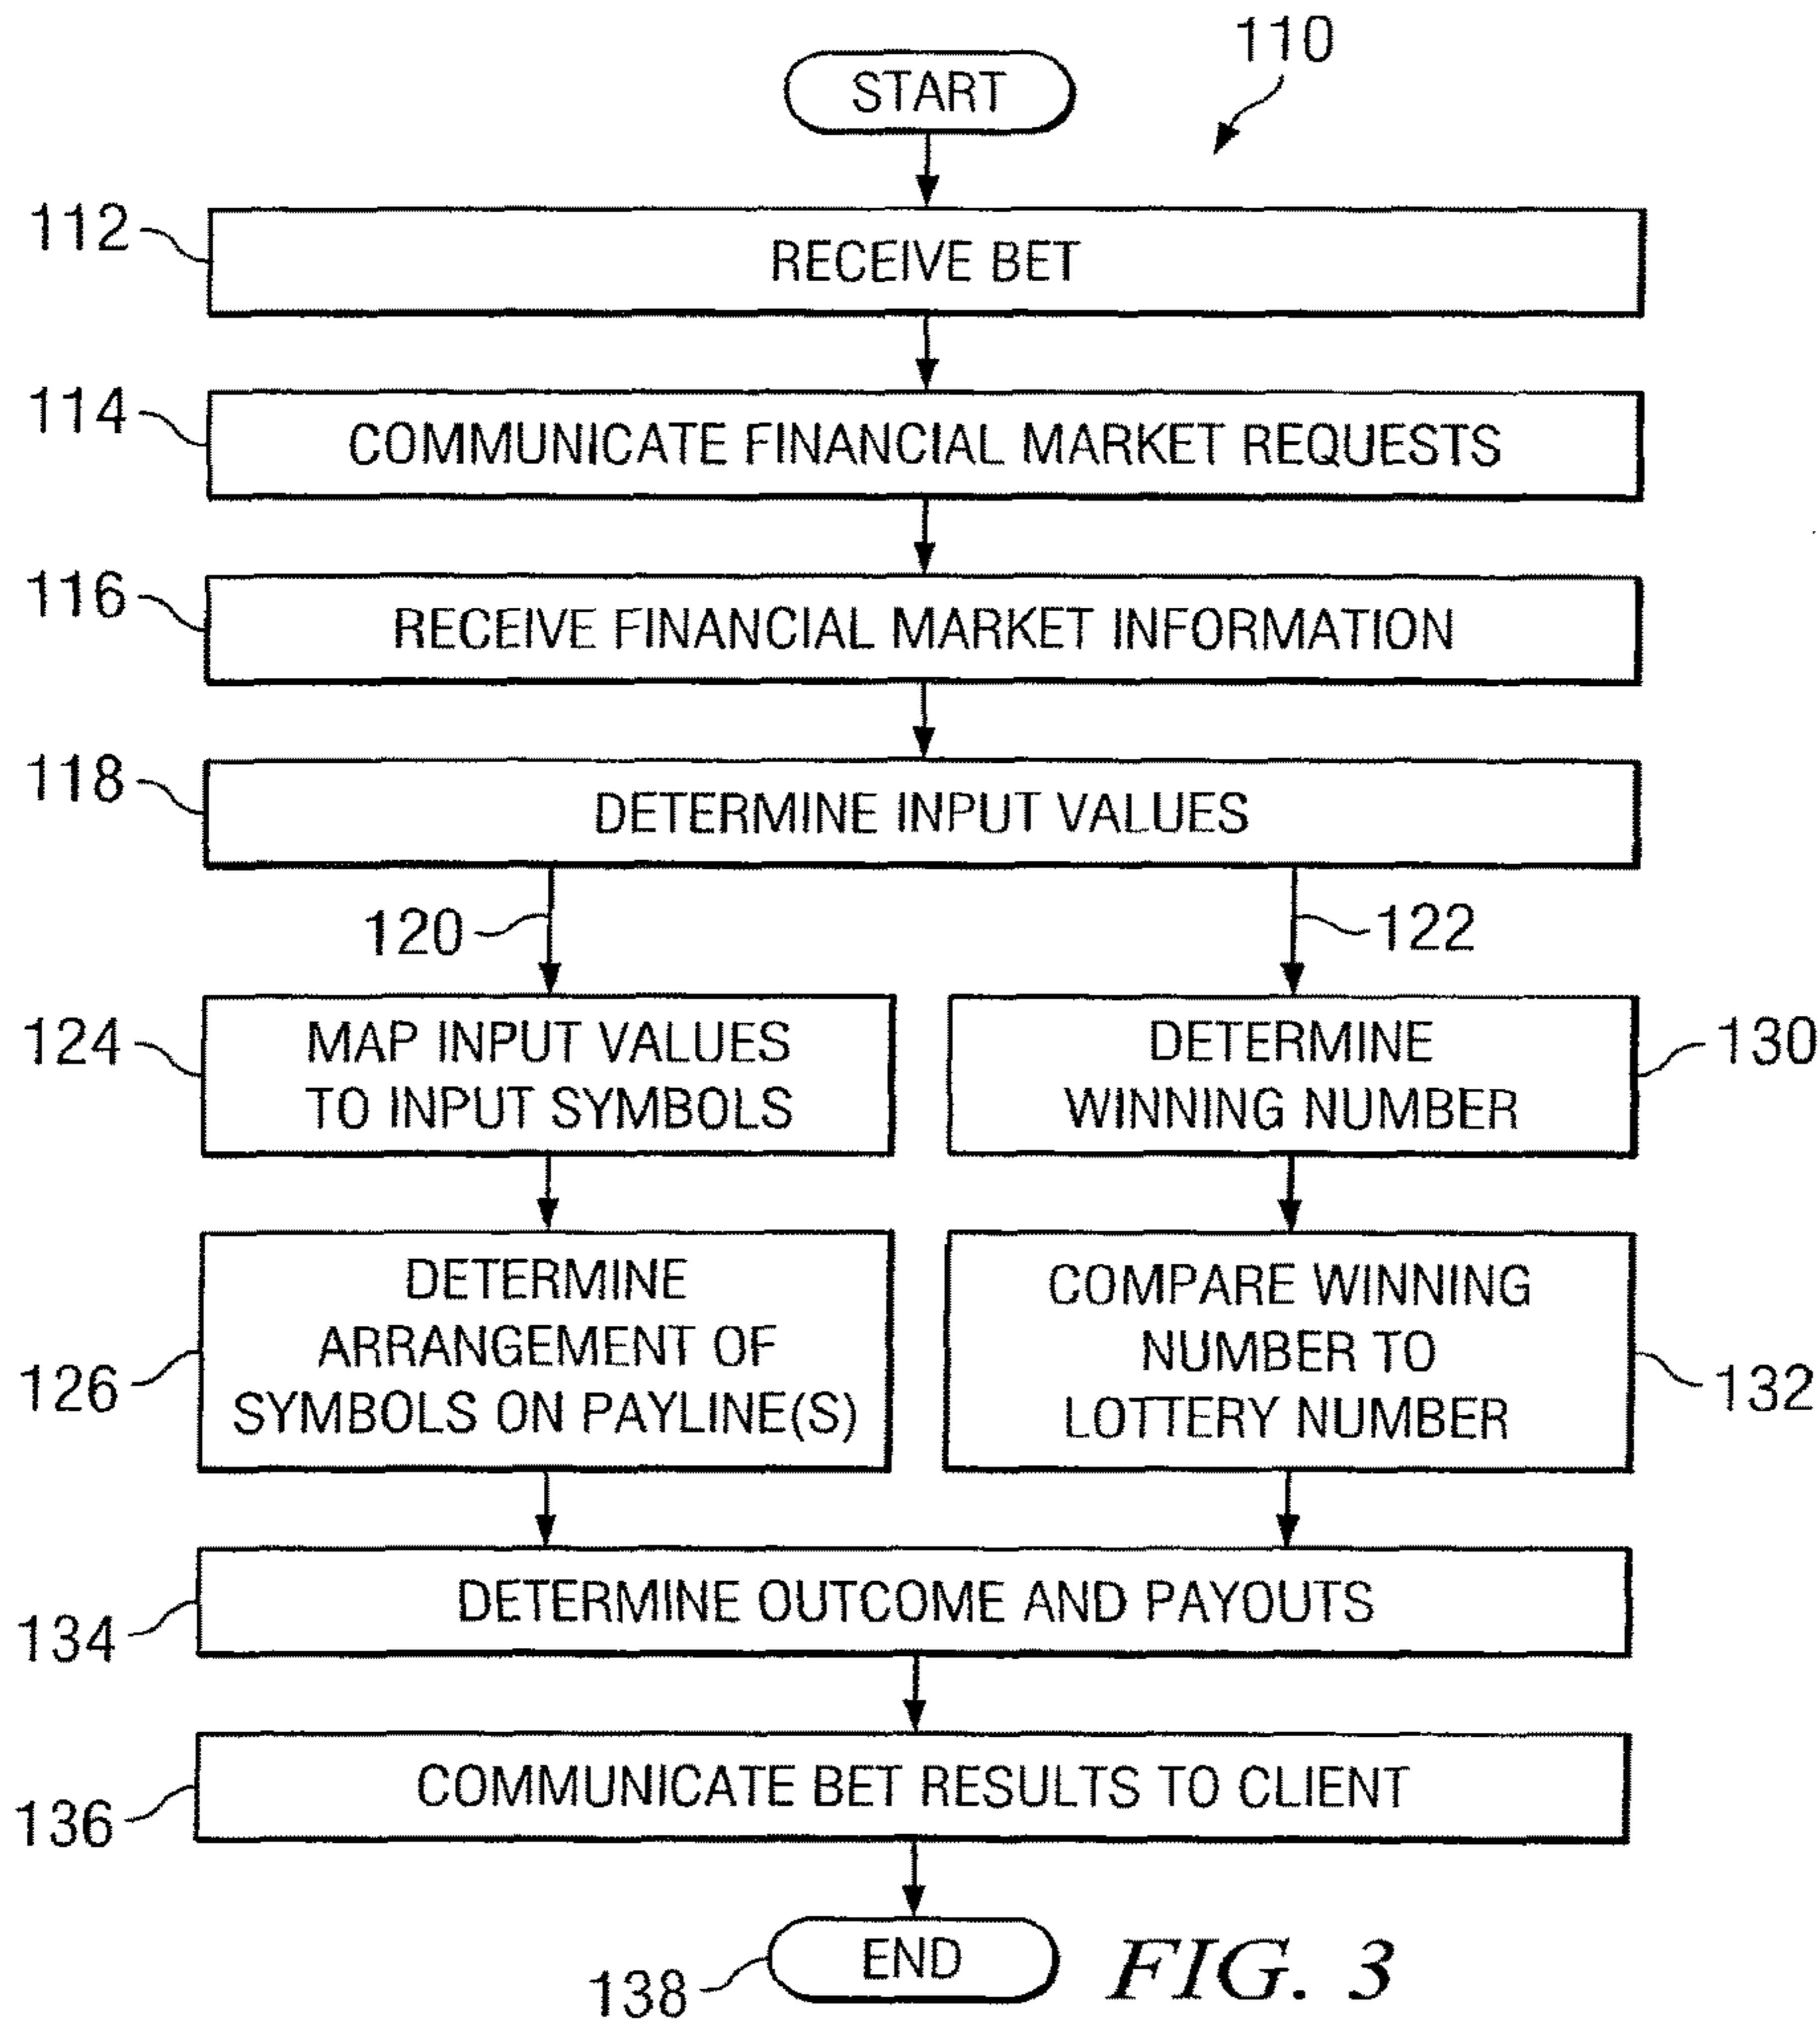 110
START
112
RECEIVE BET
114
COMMUNICATE FINANCIAL MARKET REQUESTS
116
RECEIVE FINANCIAL MARKET INFORMATION
118
DETERMINE INPUT VALUES
120
122
124
MAP INPUT VALUES
TO INPUT SYMBOLS
DETERMINE
WINNING NUMBER
130
126
DETERMINE
ARRANGEMENT OF
SYMBOLS ON PAYLINE(S)
COMPARE WINNING
NUMBER TO
LOTTERY NUMBER
132
134
DETERMINE OUTCOME AND PAYOUTS
136
COMMUNICATE BET RESULTS TO CLIENT
138
END
FIG. 3